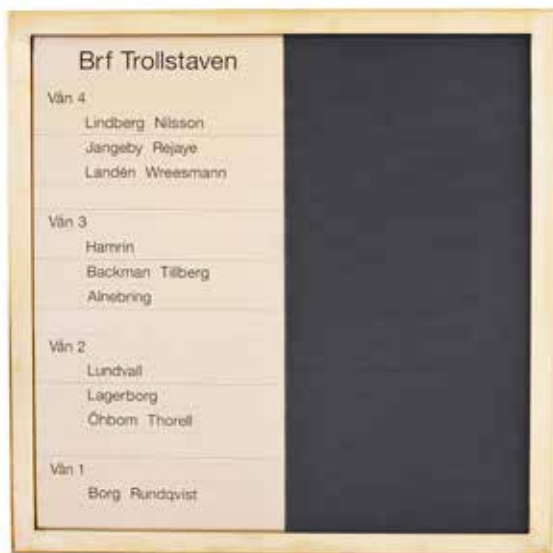 Brf Trollstaven
Vån 4
Lindberg Nilsson
Jangeby Rejaye
Landén Wreesmann
Vån 3
Hamrin
Backman Tillberg
Alnebring
Vån 2
Lundvall
Lagerborg
Öhbom Thorell
Vån 1
Borg Rundqvist